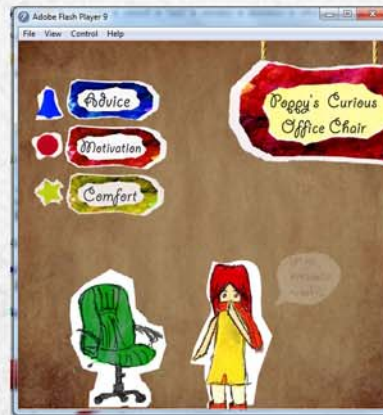 Adobe Flash Player 9
File View Control Help
Advice
Motivation
Comfort
Poppy's Curious
Office Chair